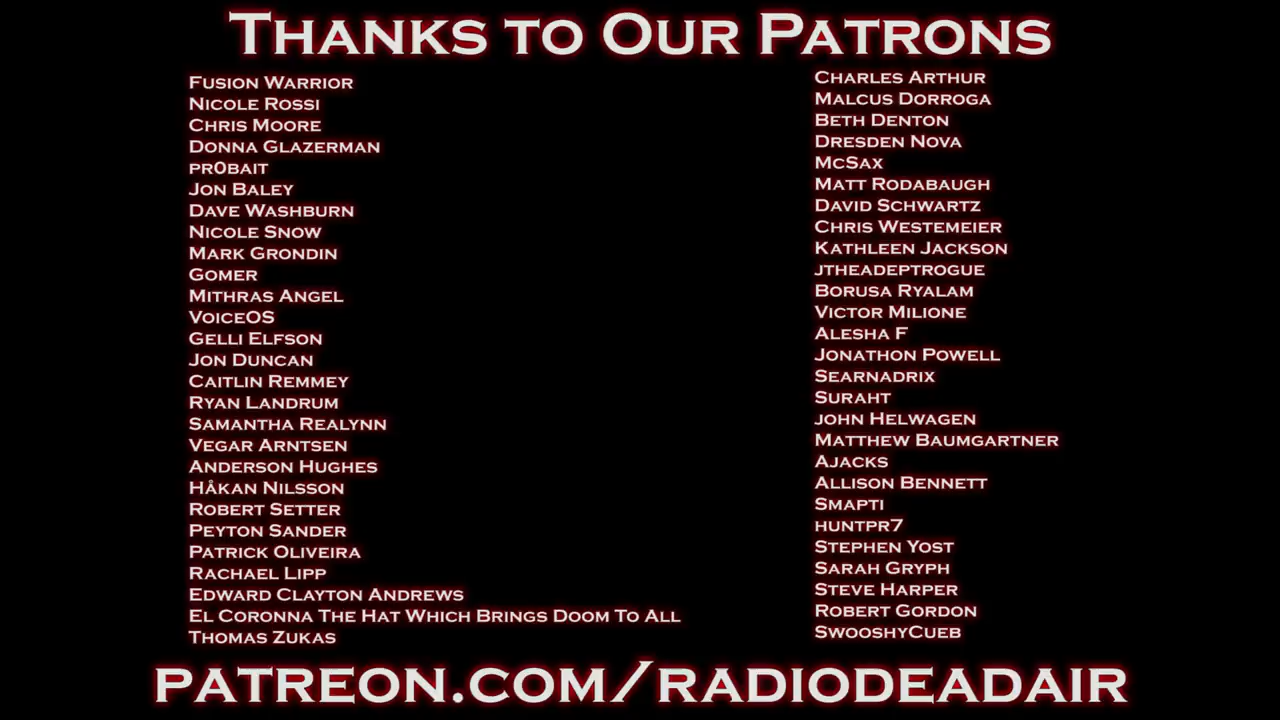 Thanks to Our Patrons
Fusion Warrior
Nicole Rossi
Chris Moore
Donna Glazerman
pr0bait
Jon Baley
Dave Washburn
Nicole Snow
Mark Grondin
Gomer
Mithras Angel
VoiceOS
Gelli Elfson
Jon Duncan
Caitlin Remmey
Ryan Landrum
Samantha Realynn
Vegar Arntsen
Anderson Hughes
Håkan Nilsson
Robert Setter
Peyton Sander
Patrick Oliveira
Rachael Lipp
Edward Clayton Andrews
El Coronna The Hat Which Brings Doom To All
Thomas Zukas
Charles Arthur
Malcus Dorroga
Beth Denton
Dresden Nova
McSax
Matt Rodabaugh
David Schwartz
Chris Westemeier
Kathleen Jackson
jtheadeptrogue
Borusa Ryalam
Victor Milione
Alesha F
Jonathon Powell
Searnadrix
Suraht
john Helwagen
Matthew Baumgartner
Ajacks
Allison Bennett
Smapti
huntpr7
Stephen Yost
Sarah Gryph
Steve Harper
Robert Gordon
SwooshyCueb
patreon.com/radiodeadair